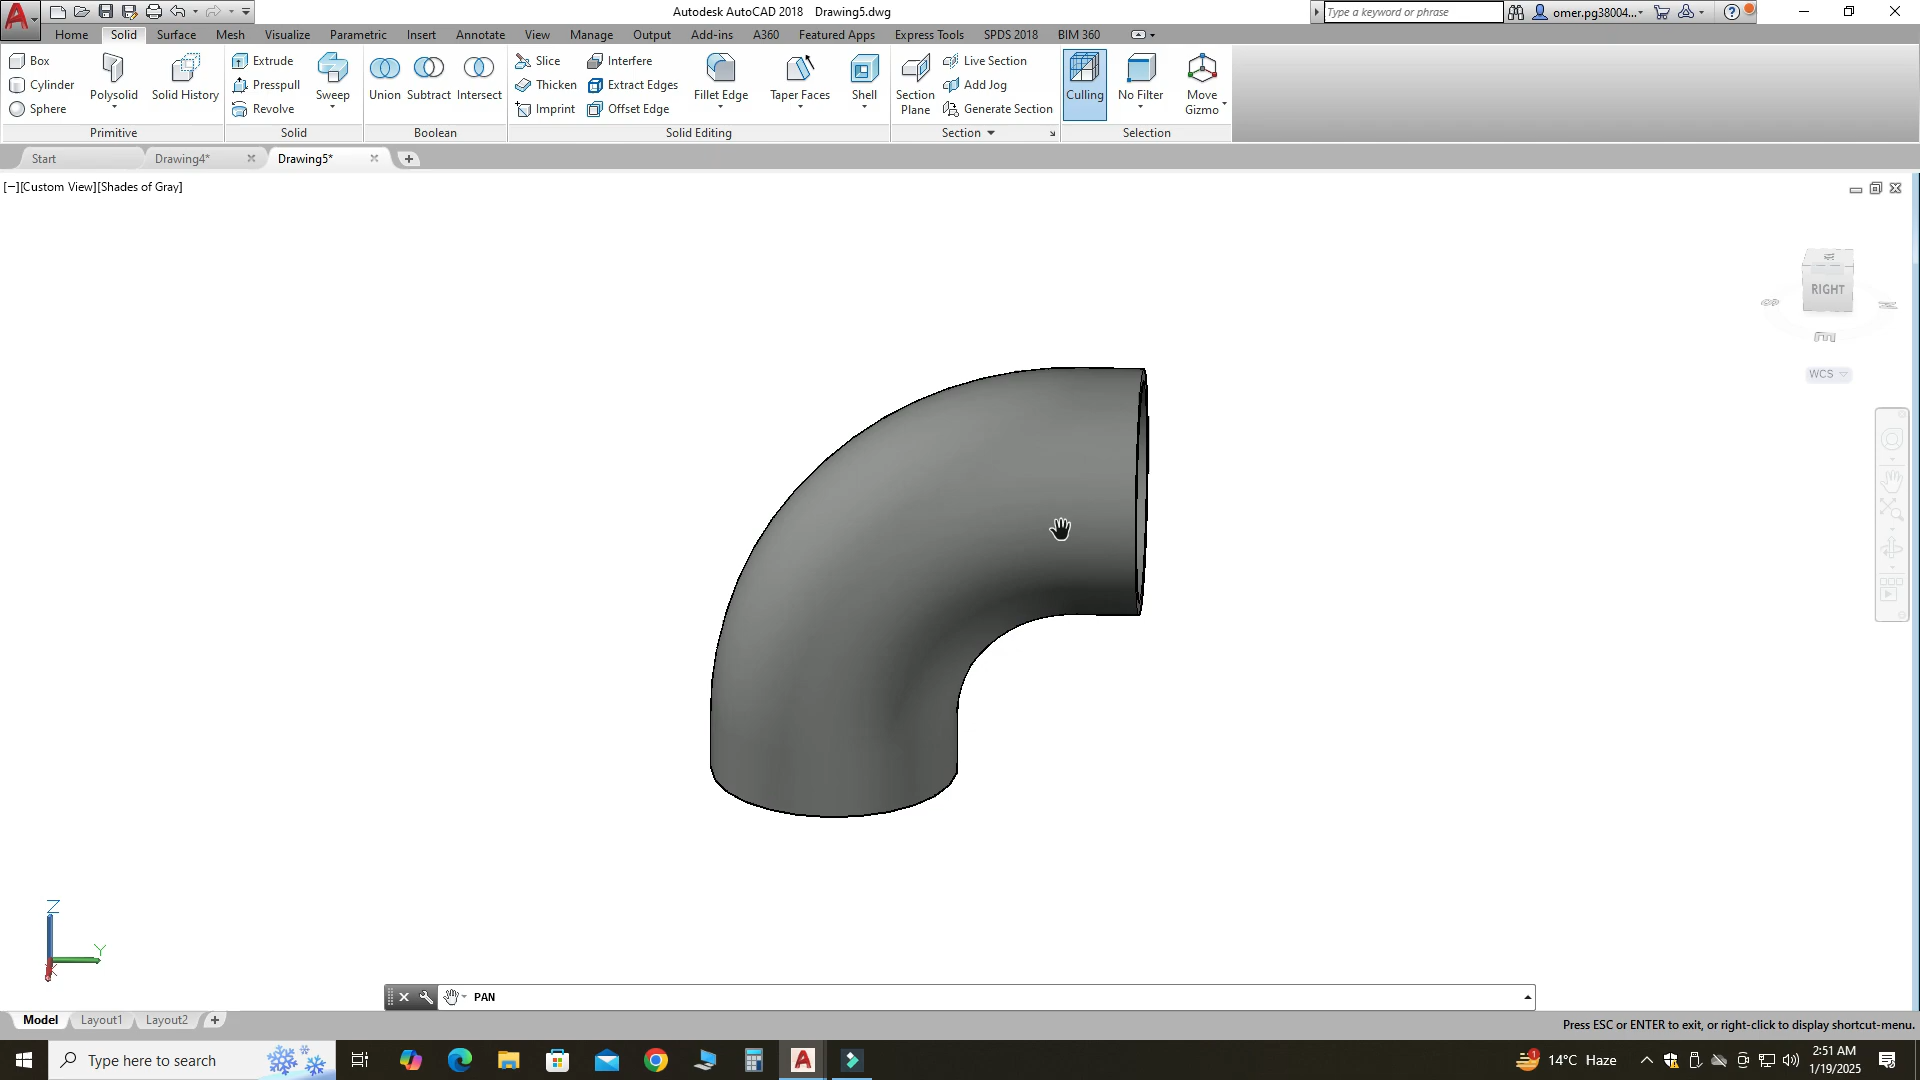 Autodesk AutoCAD 2018 Drawing5.dwg
Type a keyword or phrase
omer.pg38004...
Home Solid Surface Mesh Visualize Parametric Insert Annotate View Manage Output Add-ins A360 Featured Apps Express Tools SPDS 2018 BIM 360
Box
Cylinder
Sphere
Polysolid
Solid History
Primitive
Extrude
Presspull
Revolve
Sweep
Solid
Union
Subtract
Intersect
Boolean
Slice
Thicken
Imprint
Interfere
Extract Edges
Offset Edge
Fillet Edge
Taper Faces
Shell
Solid Editing
Section
Plane
Live Section
Add Jog
Generate Section
Section
Culling
No Filter
Move
Gizmo
Selection
Start
Drawing4*
Drawing5*
[−][Custom View][Shades of Gray]
RIGHT
E
WCS
Z
Y
X
PAN
Model
Layout1
Layout2
Press ESC or ENTER to exit, or right-click to display shortcut-menu.
Type here to search
1
14°C Haze
2:51 AM
1/19/2025